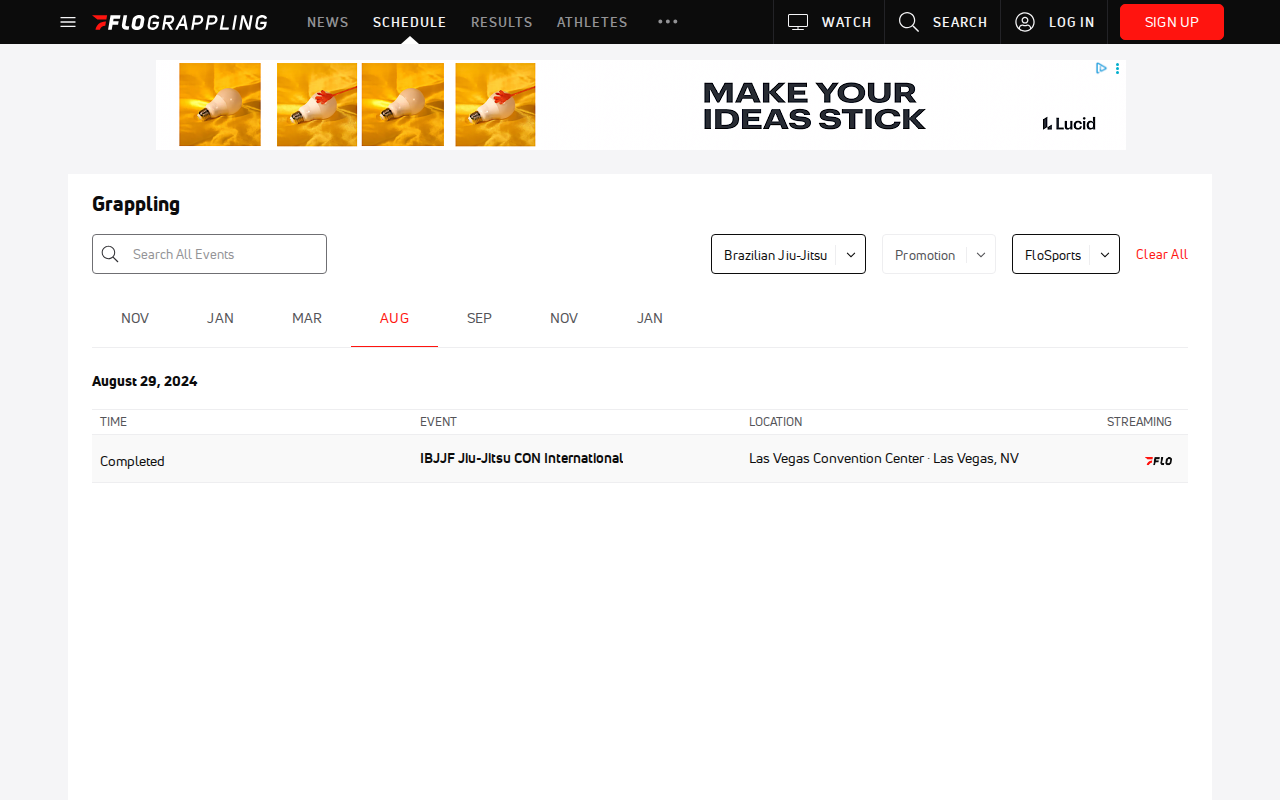 FLOGRAPPLING NEWS SCHEDULE RESULTS ATHLETES WATCH SEARCH LOG IN SIGN UP
MAKE YOUR
IDEAS STICK
Lucid
Grappling
Search All Events Brazilian Jiu-Jitsu Promotion FloSports Clear All
NOV JAN MAR AUG SEP NOV JAN
August 29, 2024
TIME EVENT LOCATION STREAMING
Completed IBJJF Jiu-Jitsu CON International Las Vegas Convention Center · Las Vegas, NV FLO